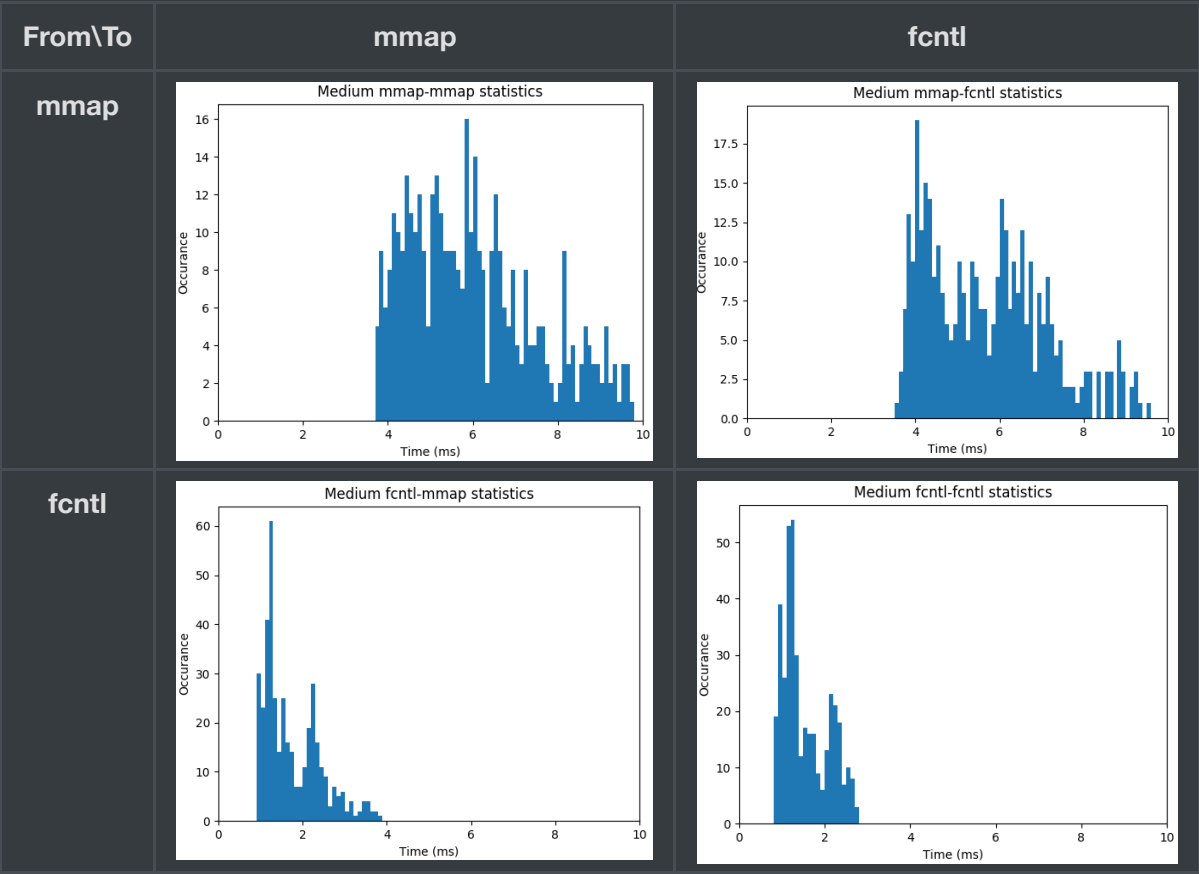 From\To mmap fcntl
mmap
Medium mmap-mmap statistics
16
14
12
10
8
6
4
2
0
Occurance
0 2 4 6 8 10
Time (ms)
Medium mmap-fcntl statistics
17.5
15.0
12.5
10.0
7.5
5.0
2.5
0.0
Occurance
0 2 4 6 8 10
Time (ms)
fcntl
Medium fcntl-mmap statistics
60
50
40
30
20
10
0
Occurance
0 2 4 6 8 10
Time (ms)
Medium fcntl-fcntl statistics
50
40
30
20
10
0
Occurance
0 2 4 6 8 10
Time (ms)